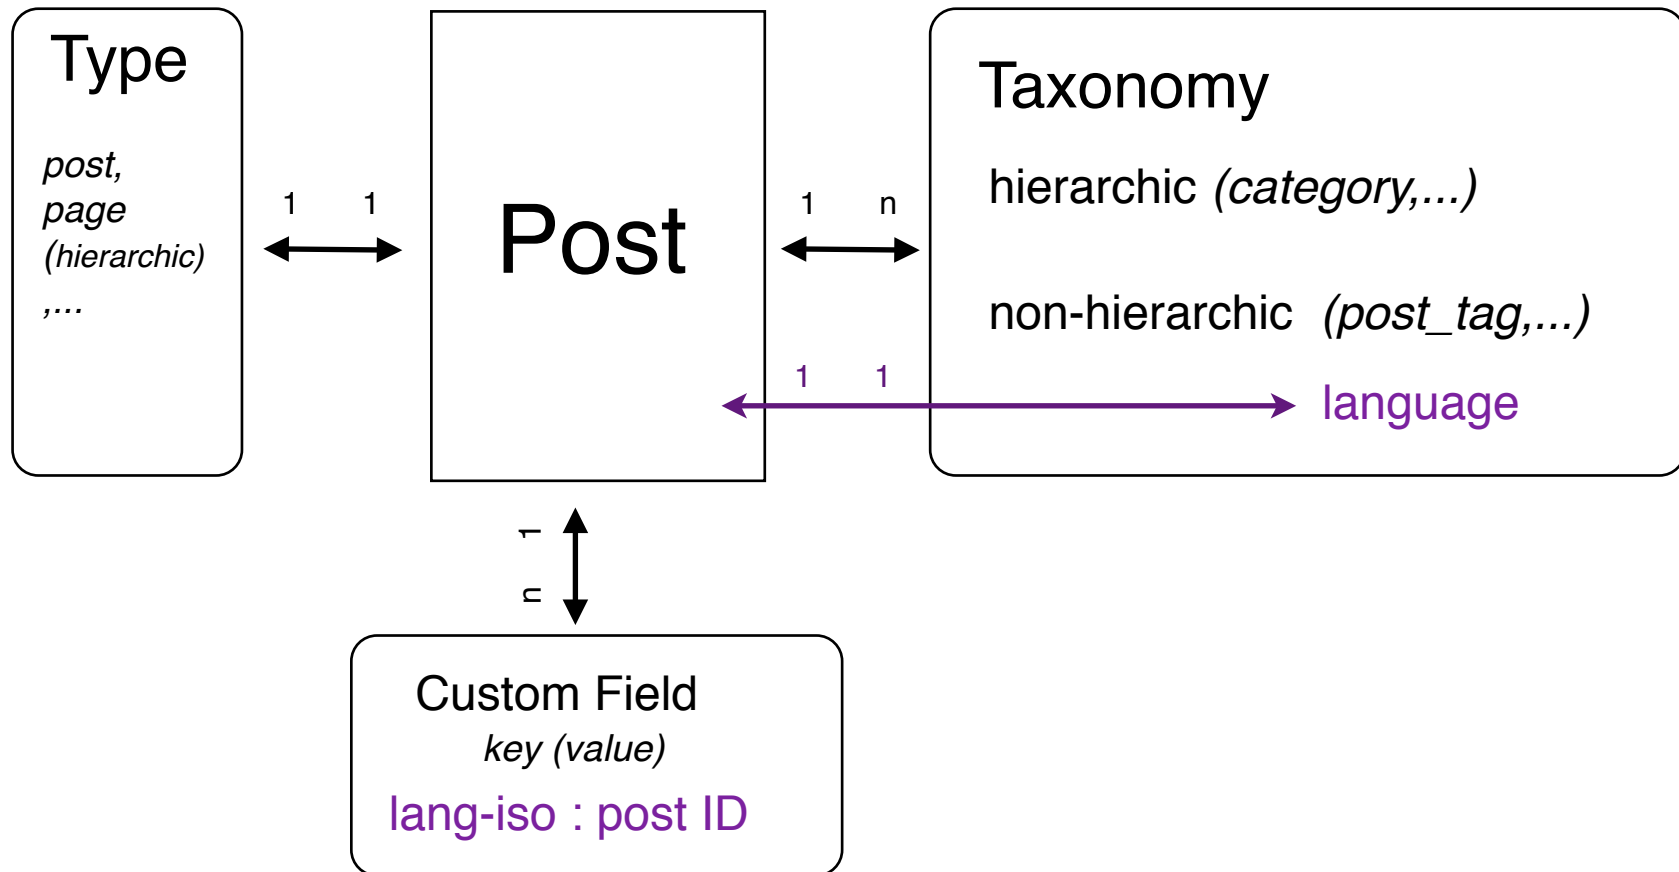 Type
post,
page
(hierarchic)
,...
1 1
Post
1 n
Taxonomy
hierarchic (category,...)
non-hierarchic (post_tag,...)
1 1
language
1
n
Custom Field
key (value)
lang-iso : post ID